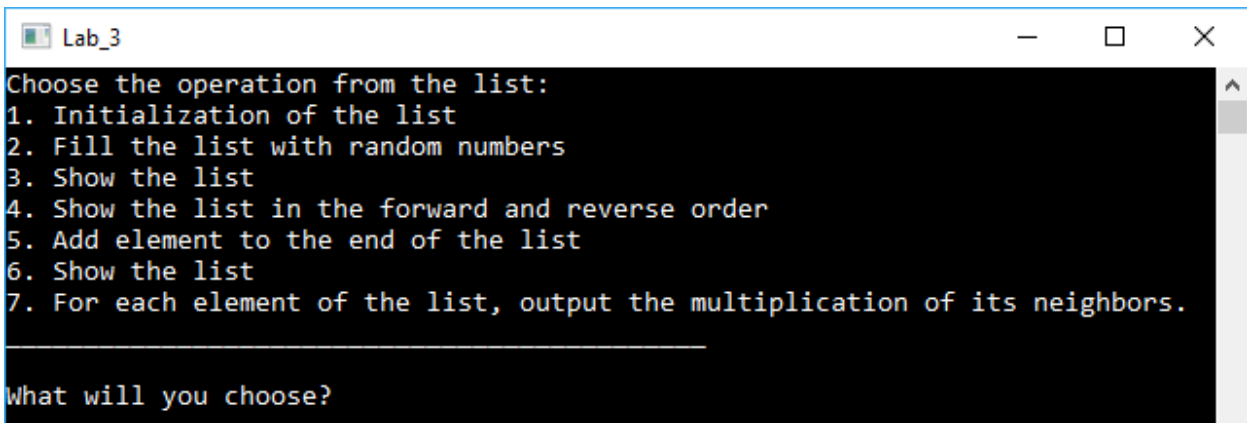 Lab_3
Choose the operation from the list:
1. Initialization of the list
2. Fill the list with random numbers
3. Show the list
4. Show the list in the forward and reverse order
5. Add element to the end of the list
6. Show the list
7. For each element of the list, output the multiplication of its neighbors.
_____________________________________________
What will you choose?